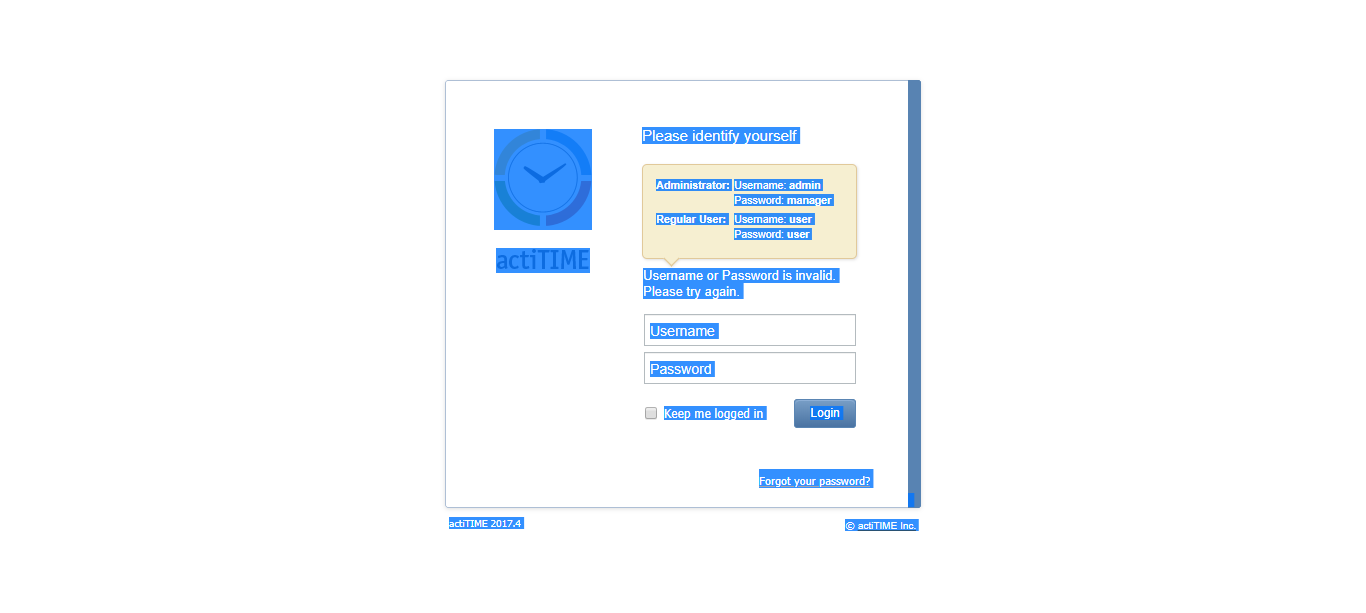 Please identify yourself
Administrator: Username: admin
Password: manager
Regular User: Username: user
Password: user
actiTIME
Username or Password is invalid.
Please try again.
Username
Password
Keep me logged in Login
Forgot your password?
actiTIME 2017.4 © actiTIME Inc.